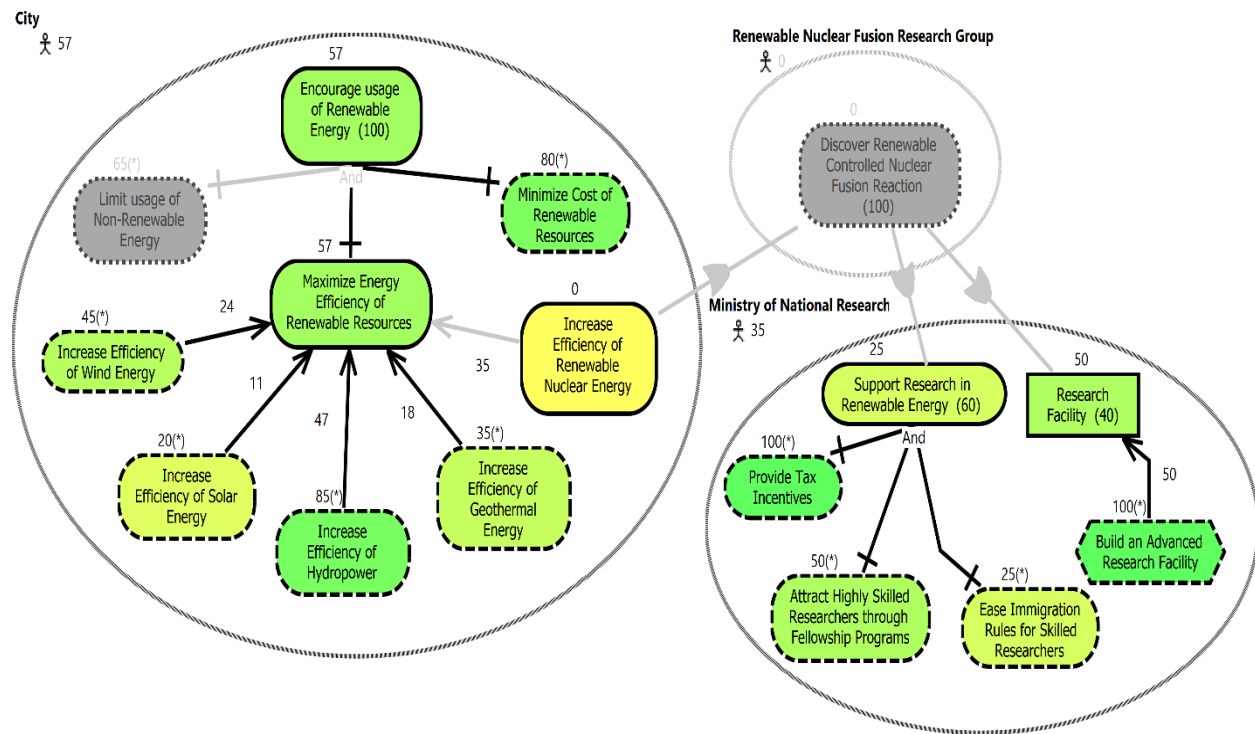 City
57
57
Encourage usage
of Renewable
Energy (100)
65(*)
And
80(*)
Limit usage of
Non-Renewable
Energy
Minimize Cost of
Renewable
Resources
57
Maximize Energy
Efficiency of
Renewable Resources
45(*)
24
Increase Efficiency
of Wind Energy
0
Increase
Efficiency of
Renewable
Nuclear Energy
35
11
47
18
20(*)
Increase
Efficiency of Solar
Energy
85(*)
Increase
Efficiency of
Hydropower
35(*)
Increase
Efficiency of
Geothermal
Energy
Renewable Nuclear Fusion Research Group
0
0
Discover Renewable
Controlled Nuclear
Fusion Reaction
(100)
Ministry of National Research
35
25
Support Research in
Renewable Energy (60)
And
50
Research
Facility (40)
100(*)
Provide Tax
Incentives
50
100(*)
Build an Advanced
Research Facility
50(*)
Attract Highly Skilled
Researchers through
Fellowship Programs
25(*)
Ease Immigration
Rules for Skilled
Researchers